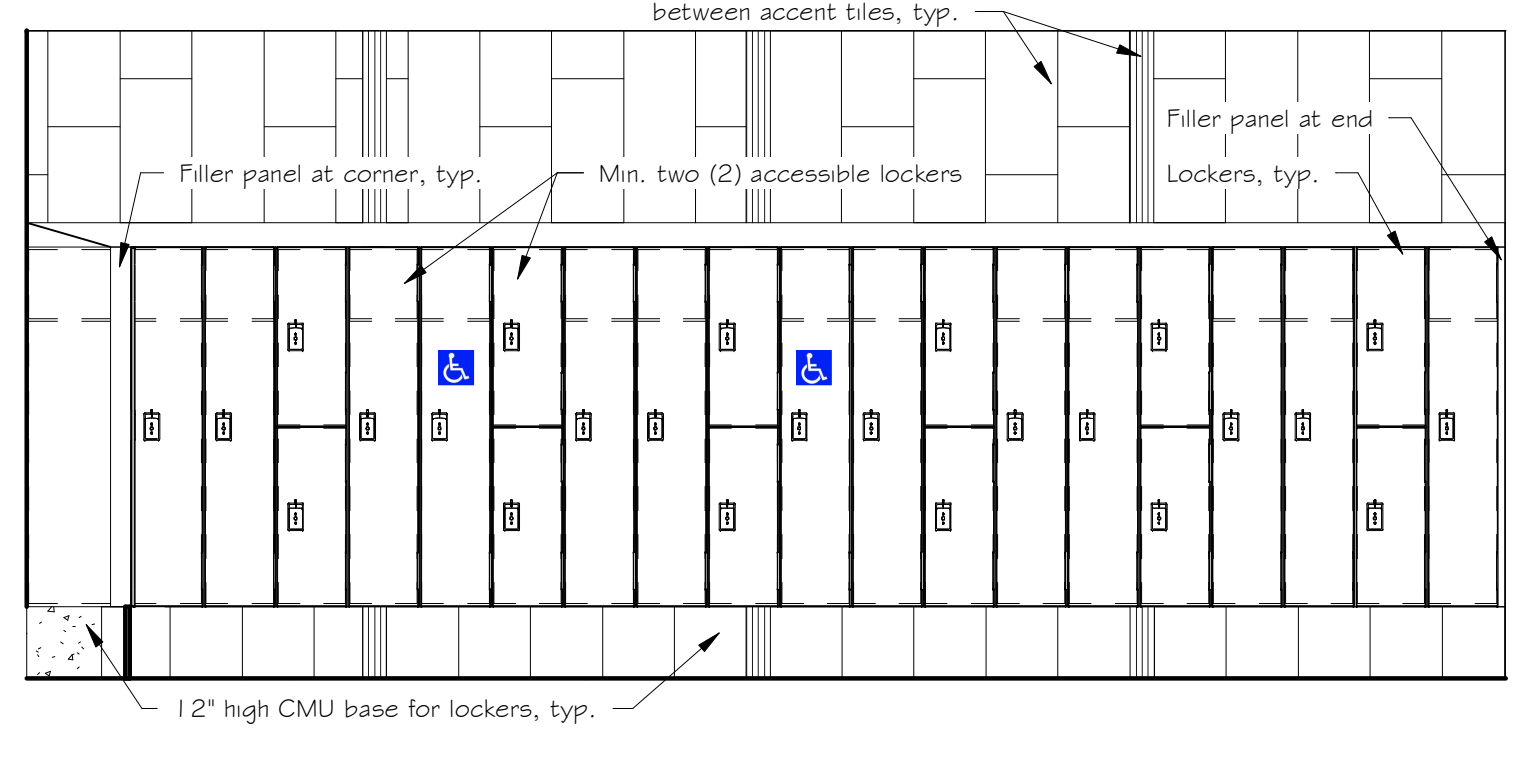 between accent tiles, typ.
Filler panel at end
Filler panel at corner, typ.
Min. two (2) accessible lockers
Lockers, typ.
12" high CMU base for lockers, typ.